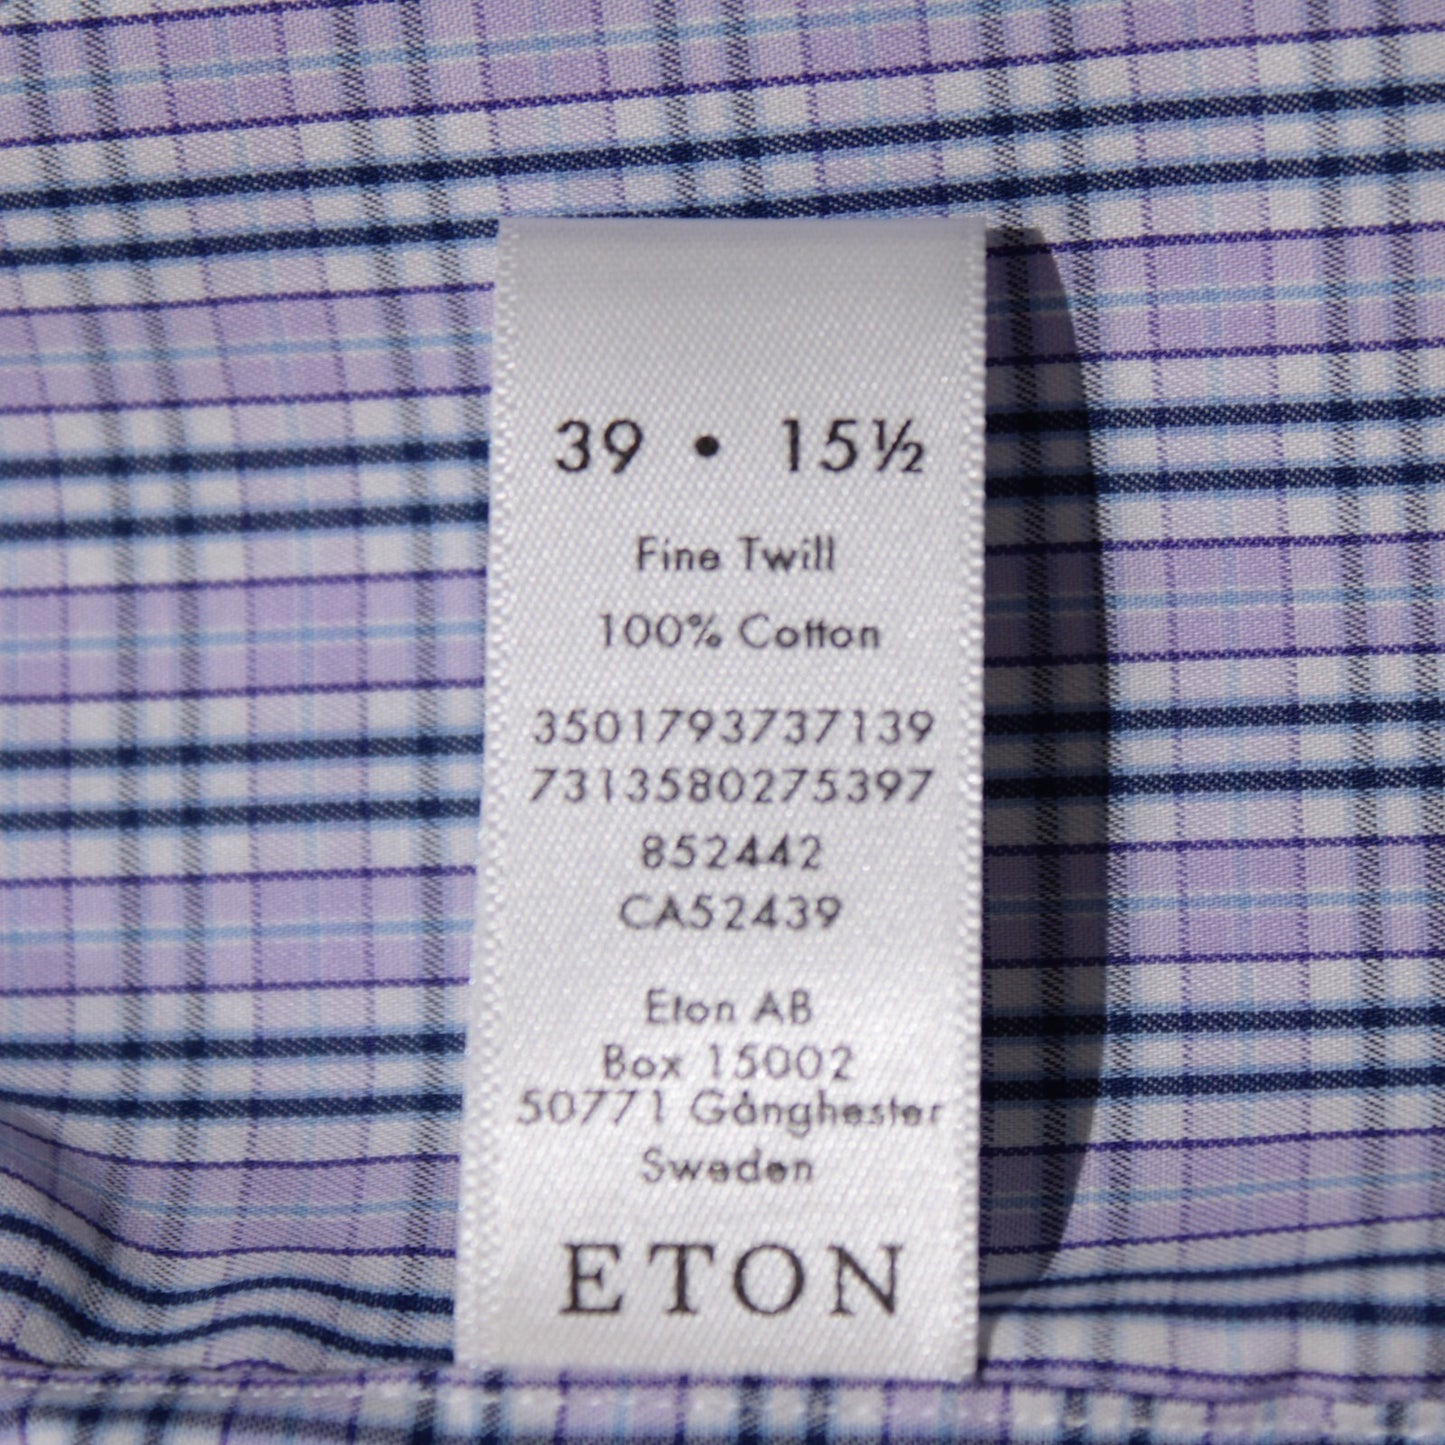 39 • 15½
Fine Twill
100% Cotton
3501793737139
7313580275397
852442
CA52439
Eton AB
Box 15002
50771 Gånghester
Sweden
ETON